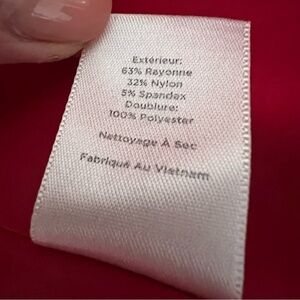 Extérieur:
63% Rayonne
32% Nylon
5% Spandex
Doublure:
100% Polyester
Nettoyage À Sec
Fabriqué Au Vietnam